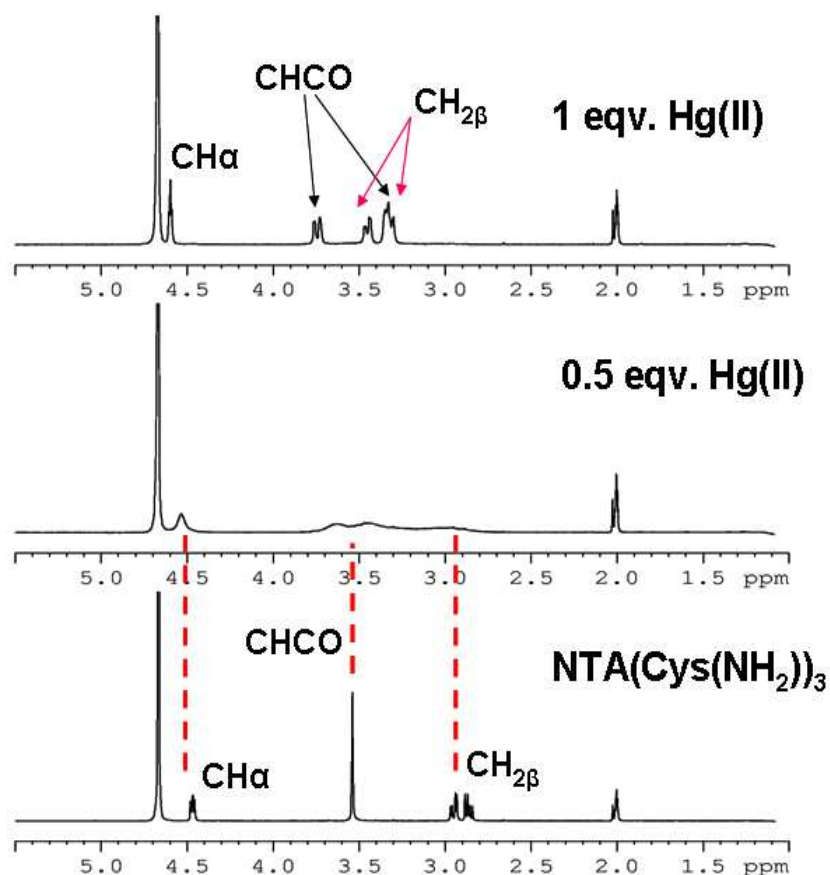 CHCO
CH₂β
1 eqv. Hg(II)
CHα
5.0 4.5 4.0 3.5 3.0 2.5 2.0 1.5 ppm
0.5 eqv. Hg(II)
5.0 4.5 4.0 3.5 3.0 2.5 2.0 1.5 ppm
CHCO
NTA(Cys(NH₂))₃
CHα
CH₂β
5.0 4.5 4.0 3.5 3.0 2.5 2.0 1.5 ppm